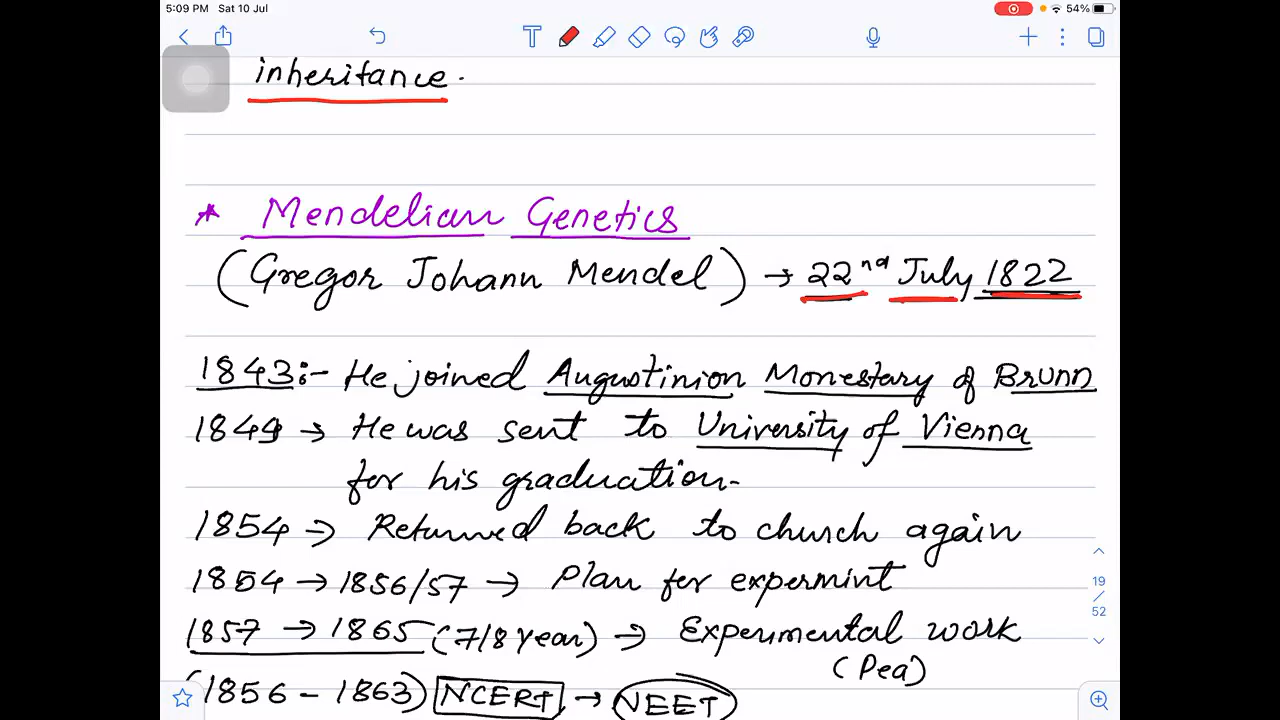 5:09 PM Sat 10 Jul 54%
inheritance.
* Mendelian Genetics
(Gregor Johann Mendel) → 22nd July 1822
1843:- He joined Augustinion Monestary of Brunn
1849 → He was sent to University of Vienna
for his graduation.
1854 → Returned back to church again
1854 → 1856/57 → Plan for expermint
1857 → 1865 (7/8 year) → Experimental work
(Pea)
(1856 - 1863) NCERT → NEET
19
/
52